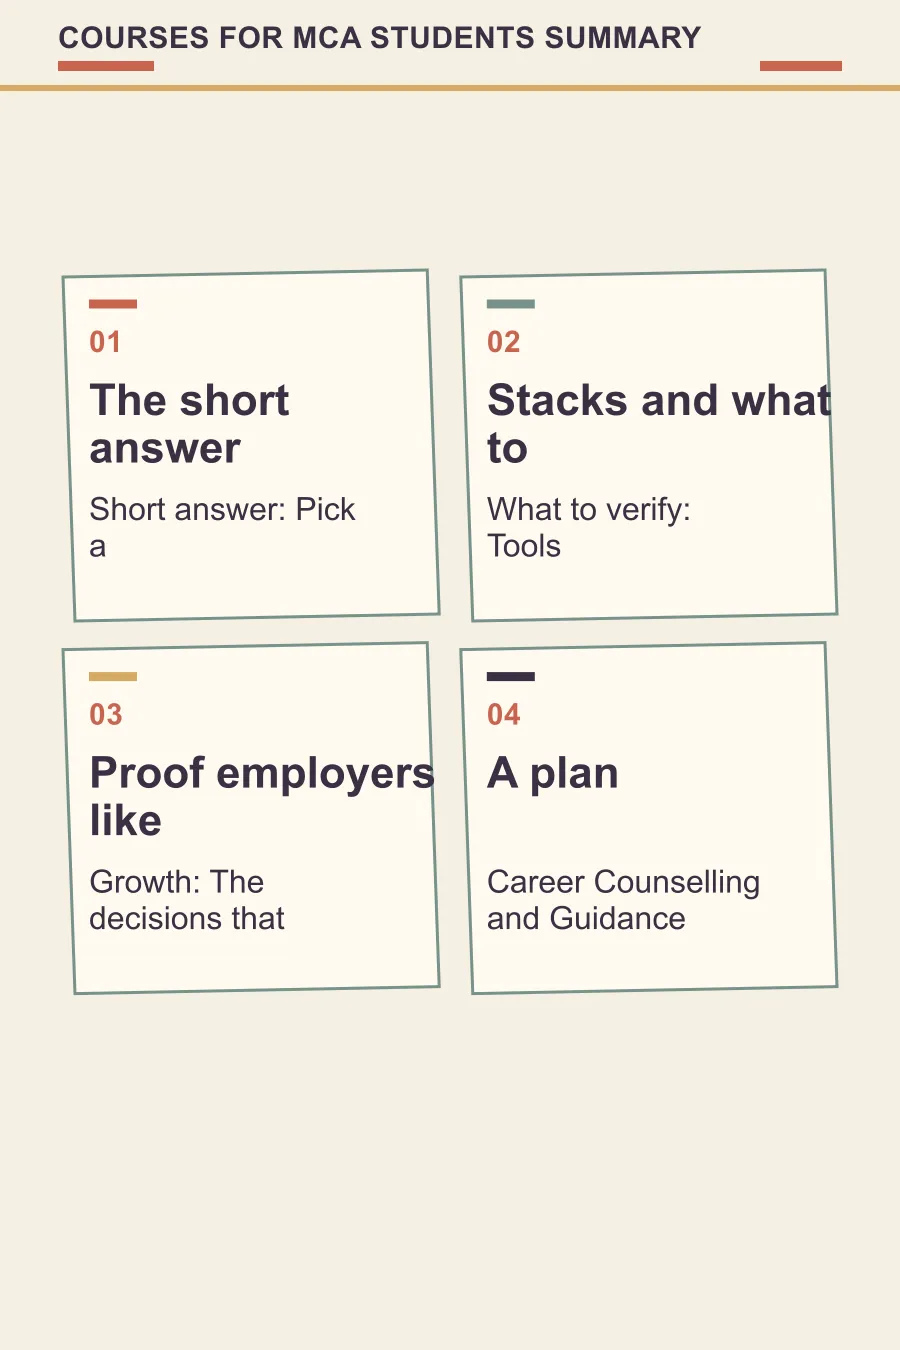 COURSES FOR MCA STUDENTS SUMMARY
01
The short
answer
Short answer: Pick
a
02
Stacks and what
to
What to verify:
Tools
03
Proof employers
like
Growth: The
decisions that
04
A plan
Career Counselling
and Guidance